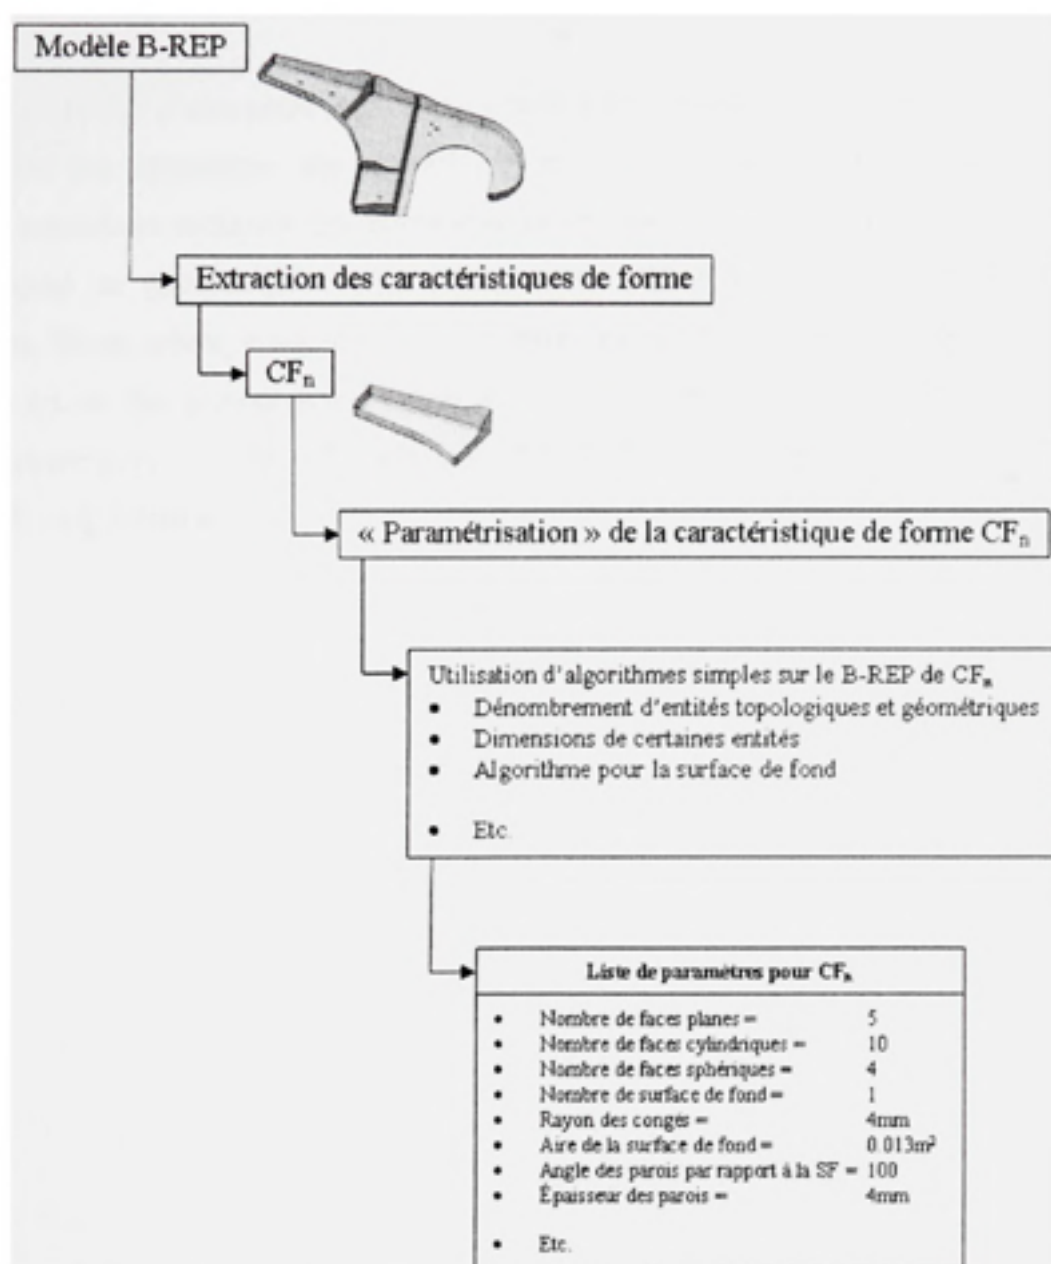 Modèle B-REP
Extraction des caractéristiques de forme
CFn
« Paramétrisation » de la caractéristique de forme CFn
Utilisation d'algorithmes simples sur le B-REP de CFn
• Dénombrement d'entités topologiques et géométriques
• Dimensions de certaines entités
• Algorithme pour la surface de fond
• Etc.
Liste de paramètres pour CFn
• Nombre de faces planes = 5
• Nombre de faces cylindriques = 10
• Nombre de faces sphériques = 4
• Nombre de surface de fond = 1
• Rayon des congés = 4mm
• Aire de la surface de fond = 0.013m²
• Angle des parois par rapport à la SF = 100
• Épaisseur des parois = 4mm
• Etc.